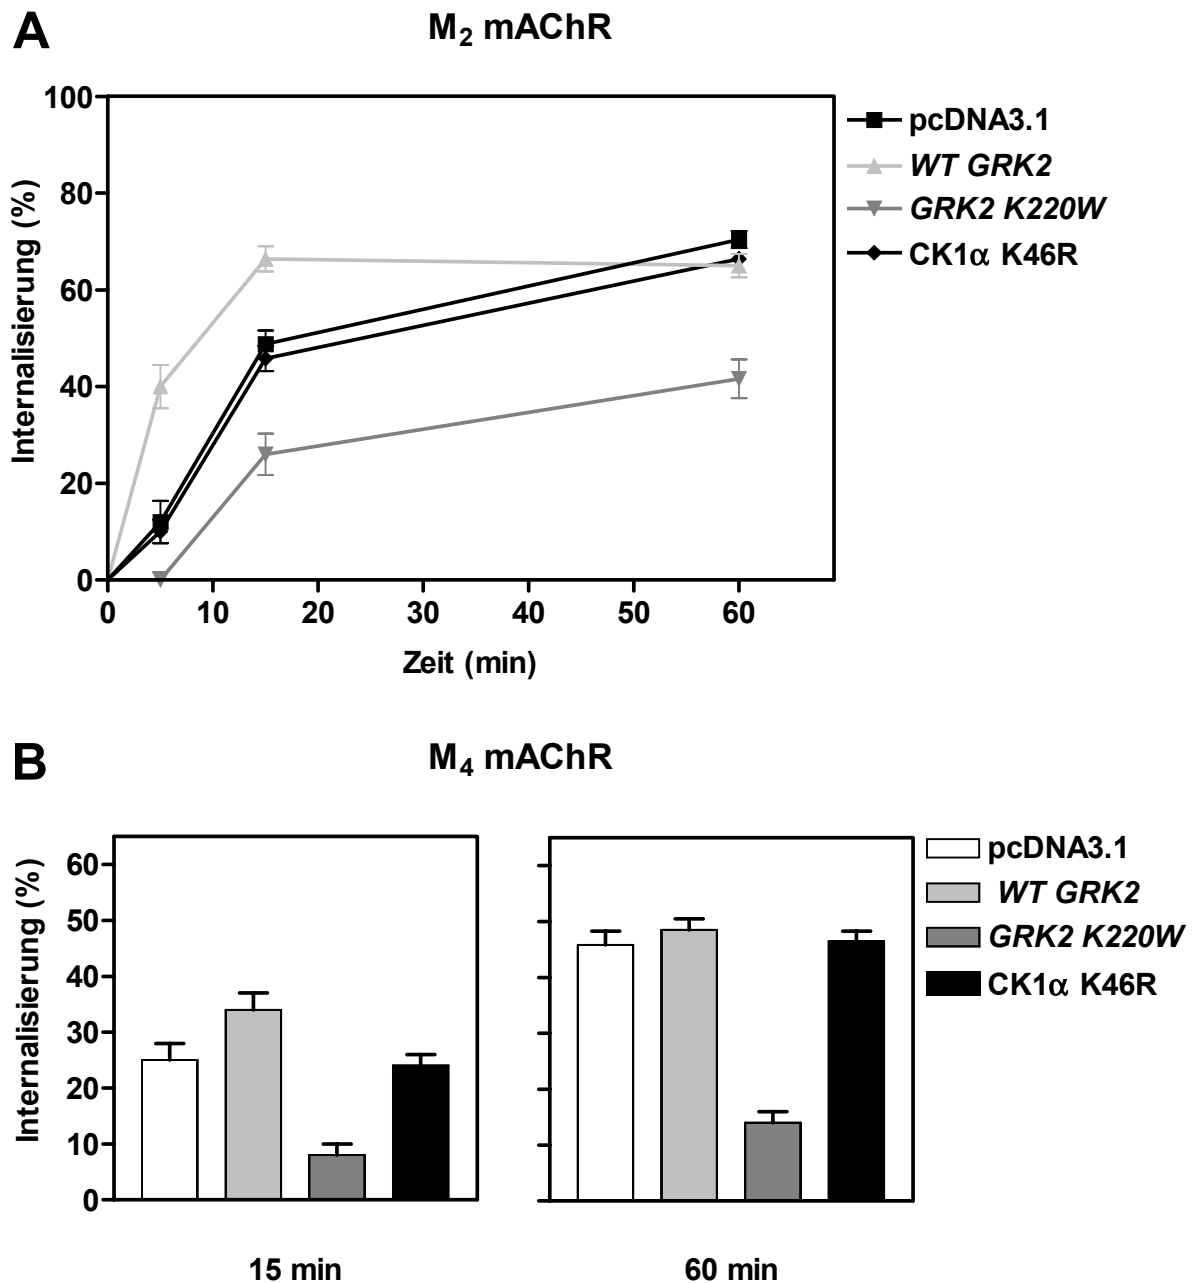 A
M2 mAChR
100
80
60
40
20
0
Internalisierung (%)
0 10 20 30 40 50 60
Zeit (min)
pcDNA3.1
WT GRK2
GRK2 K220W
CK1α K46R
B
M4 mAChR
60
50
40
30
20
10
0
Internalisierung (%)
15 min
60 min
pcDNA3.1
WT GRK2
GRK2 K220W
CK1α K46R